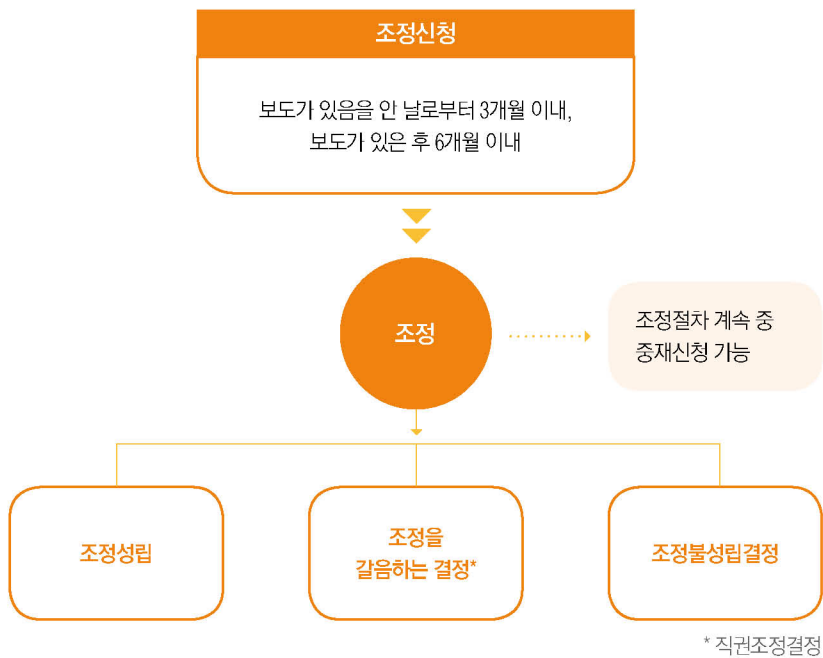 조정신청
보도가 있음을 안 날로부터 3개월 이내,
보도가 있은 후 6개월 이내
조정
조정절차 계속 중
중재신청 가능
조정성립
조정을
갈음하는 결정*
조정불성립결정
* 직권조정결정